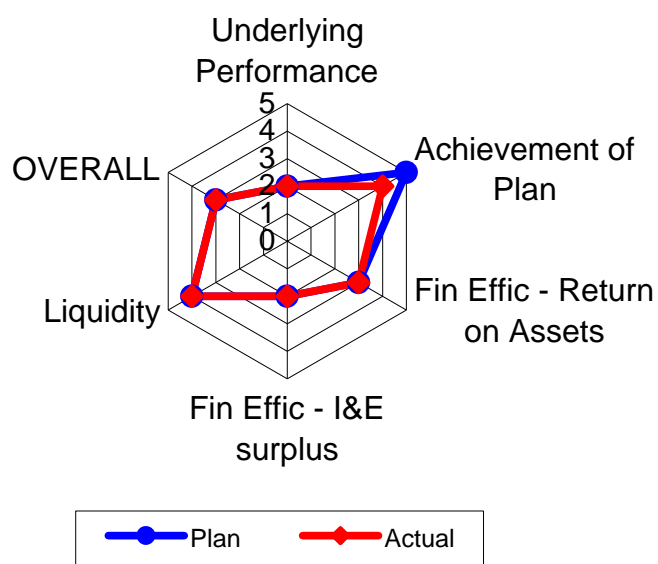 Underlying
Performance
5
4
3
2
1
0
Achievement of
Plan
OVERALL
Fin Effic - Return
on Assets
Liquidity
Fin Effic - I&E
surplus
Plan
Actual